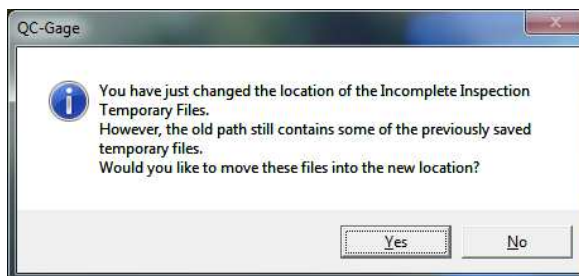 QC-Gage
You have just changed the location of the Incomplete Inspection
Temporary Files.
However, the old path still contains some of the previously saved
temporary files.
Would you like to move these files into the new location?
Yes
No